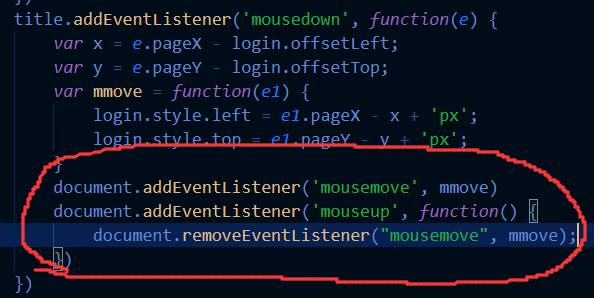 })
title.addEventListener('mousedown', function(e) {
var x = e.pageX - login.offsetLeft;
var y = e.pageY - login.offsetTop;
var mmove = function(e1) {
login.style.left = e1.pageX - x + 'px';
login.style.top = e1.pageY - y + 'px';
}
document.addEventListener('mousemove', mmove)
document.addEventListener('mouseup', function() {
document.removeEventListener("mousemove", mmove);
})
})